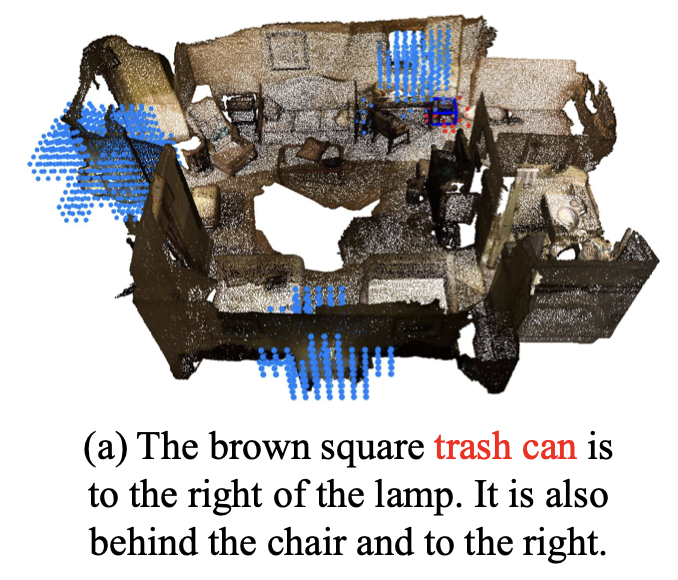 (a) The brown square trash can is
to the right of the lamp. It is also
behind the chair and to the right.